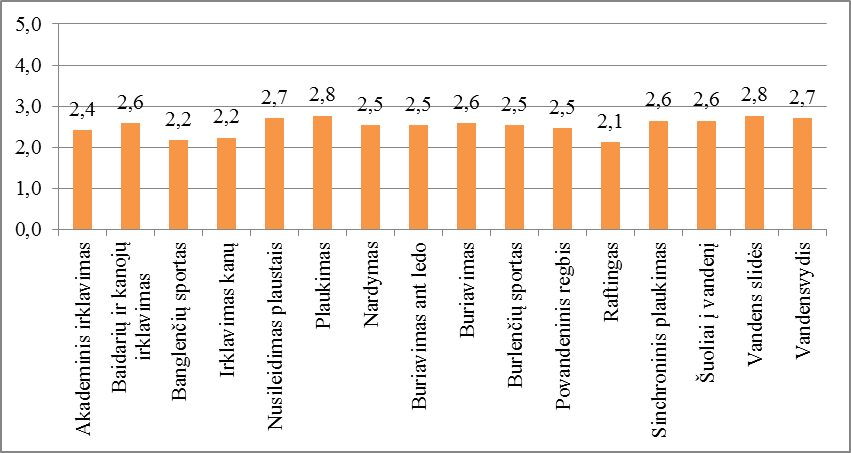 5,0
4,0
3,0
2,0
1,0
0,0
2,4
2,6
2,2
2,2
2,7
2,8
2,5
2,5
2,6
2,5
2,5
2,1
2,6
2,6
2,8
2,7
Akademinis irklavimas
Baidarių ir kanojų
irklavimas
Banglenčių sportas
Irklavimas kanų
Nusileidimas plaustais
Plaukimas
Nardymas
Buriavimas ant ledo
Buriavimas
Burlenčių sportas
Povandeninis regbis
Raftingas
Sinchroninis plaukimas
Šuoliai į vandenį
Vandens slidės
Vandensvydis